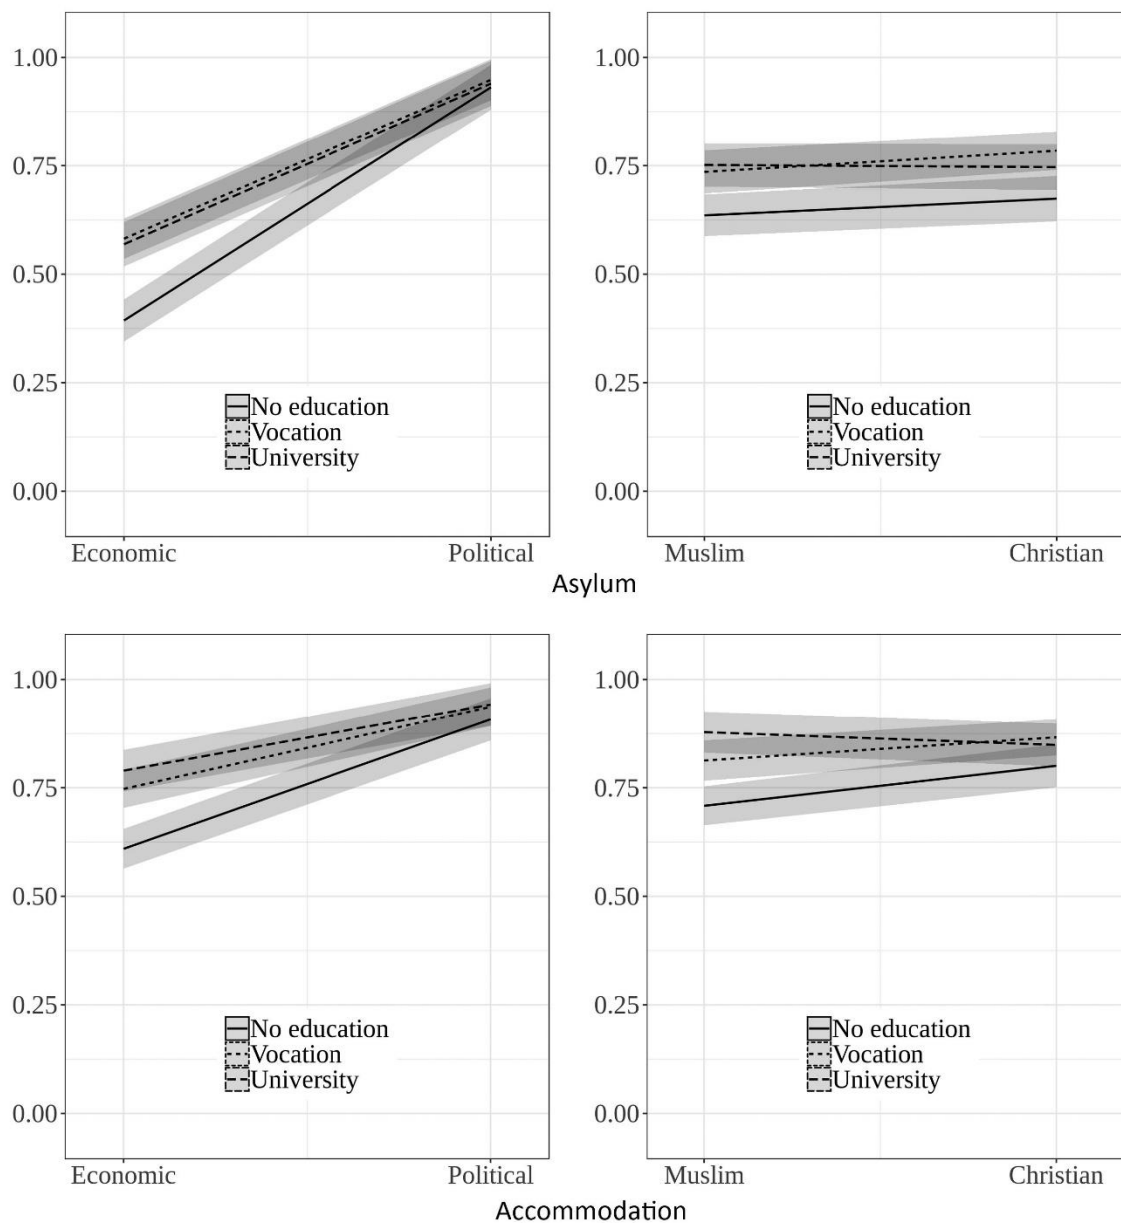 1.00
0.75
0.50
0.25
0.00
No education
Vocation
University
Economic Political
1.00
0.75
0.50
0.25
0.00
No education
Vocation
University
Muslim Christian
Asylum
1.00
0.75
0.50
0.25
0.00
No education
Vocation
University
Economic Political
1.00
0.75
0.50
0.25
0.00
No education
Vocation
University
Muslim Christian
Accommodation